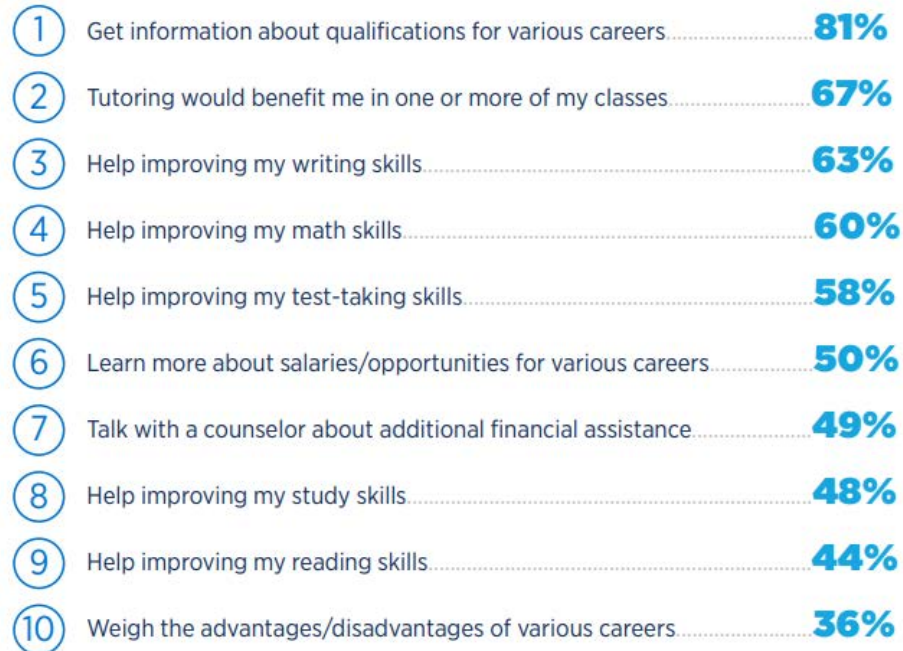 1 Get information about qualifications for various careers 81%
2 Tutoring would benefit me in one or more of my classes 67%
3 Help improving my writing skills 63%
4 Help improving my math skills 60%
5 Help improving my test-taking skills 58%
6 Learn more about salaries/opportunities for various careers 50%
7 Talk with a counselor about additional financial assistance 49%
8 Help improving my study skills 48%
9 Help improving my reading skills 44%
10 Weigh the advantages/disadvantages of various careers 36%